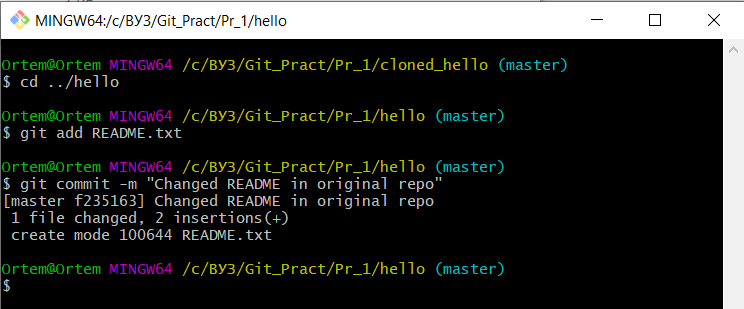 MINGW64:/c/ВУЗ/Git_Pract/Pr_1/hello
Ortem@Ortem MINGW64 /c/ВУЗ/Git_Pract/Pr_1/cloned_hello (master)
$ cd ../hello
Ortem@Ortem MINGW64 /c/ВУЗ/Git_Pract/Pr_1/hello (master)
$ git add README.txt
Ortem@Ortem MINGW64 /c/ВУЗ/Git_Pract/Pr_1/hello (master)
$ git commit -m "Changed README in original repo"
[master f235163] Changed README in original repo
 1 file changed, 2 insertions(+)
 create mode 100644 README.txt
Ortem@Ortem MINGW64 /c/ВУЗ/Git_Pract/Pr_1/hello (master)
$